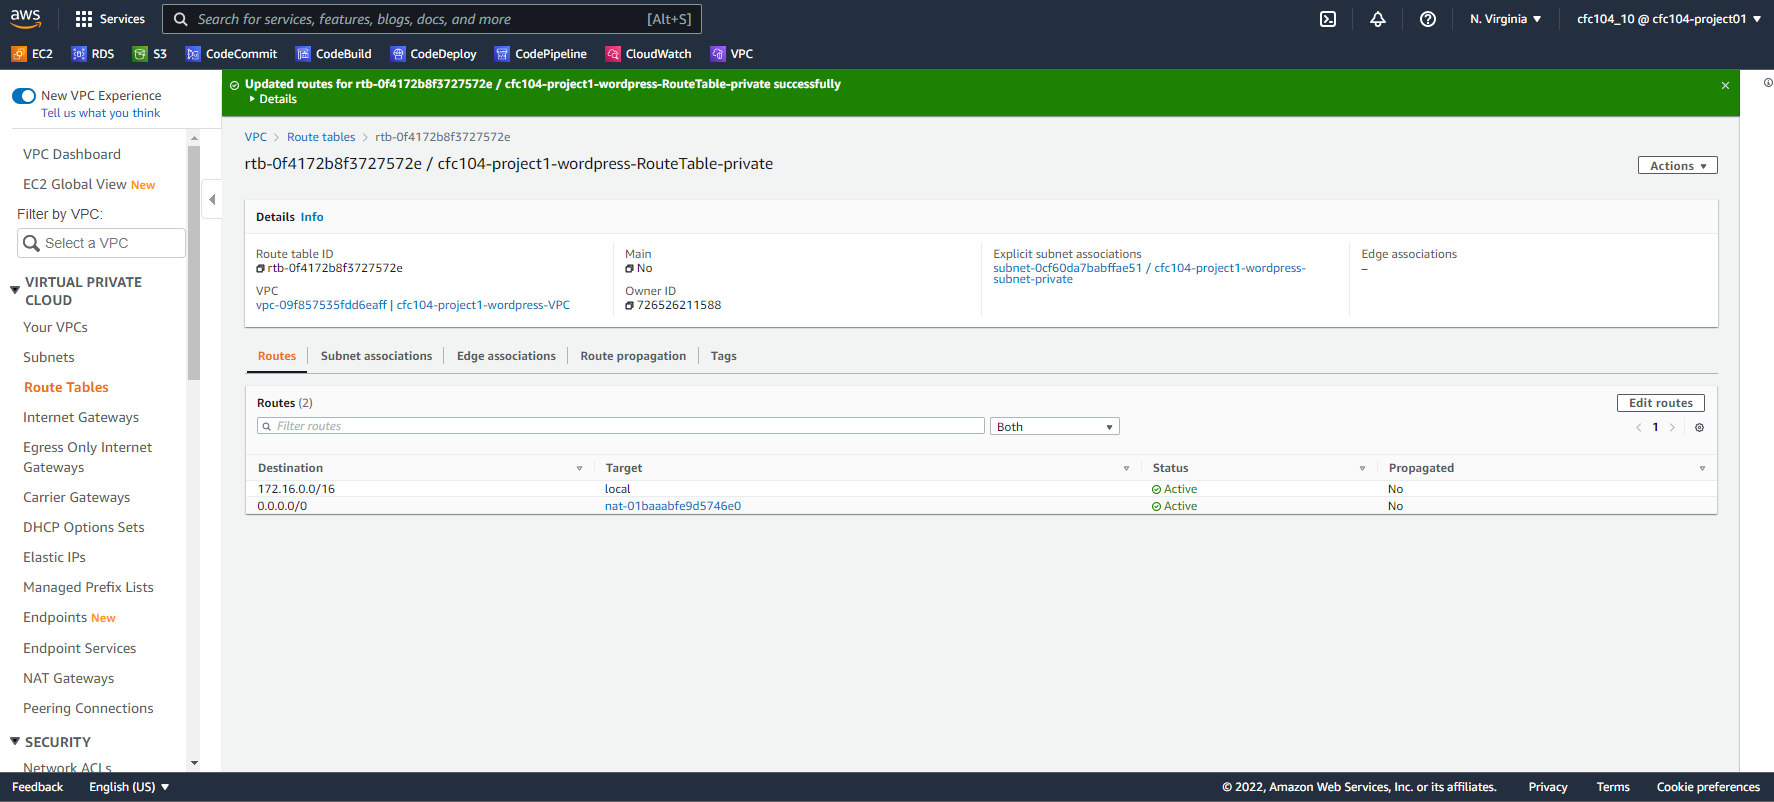 aws
Services
Search for services, features, blogs, docs, and more [Alt+S]
N. Virginia ▼
cfc104_10 @ cfc104-project01 ▼
EC2 RDS S3 CodeCommit CodeBuild CodeDeploy CodePipeline CloudWatch VPC
New VPC Experience
Tell us what you think
VPC Dashboard
EC2 Global View New
Filter by VPC:
Select a VPC
VIRTUAL PRIVATE
CLOUD
Your VPCs
Subnets
Route Tables
Internet Gateways
Egress Only Internet
Gateways
Carrier Gateways
DHCP Options Sets
Elastic IPs
Managed Prefix Lists
Endpoints New
Endpoint Services
NAT Gateways
Peering Connections
SECURITY
Network ACLs
Updated routes for rtb-0f4172b8f3727572e / cfc104-project1-wordpress-RouteTable-private successfully
Details
VPC > Route tables > rtb-0f4172b8f3727572e
rtb-0f4172b8f3727572e / cfc104-project1-wordpress-RouteTable-private
Actions ▼
Details Info
Route table ID
rtb-0f4172b8f3727572e
VPC
vpc-09f857535fdd6eaff | cfc104-project1-wordpress-VPC
Main
No
Owner ID
726526211588
Explicit subnet associations
subnet-0cf60da7babffae51 / cfc104-project1-wordpress-
subnet-private
Edge associations
–
Routes Subnet associations Edge associations Route propagation Tags
Routes (2)
Edit routes
Filter routes
Both
< 1 >
Destination Target Status Propagated
172.16.0.0/16 local Active No
0.0.0.0/0 nat-01baaabfe9d5746e0 Active No
Feedback English (US) ▼
© 2022, Amazon Web Services, Inc. or its affiliates. Privacy Terms Cookie preferences